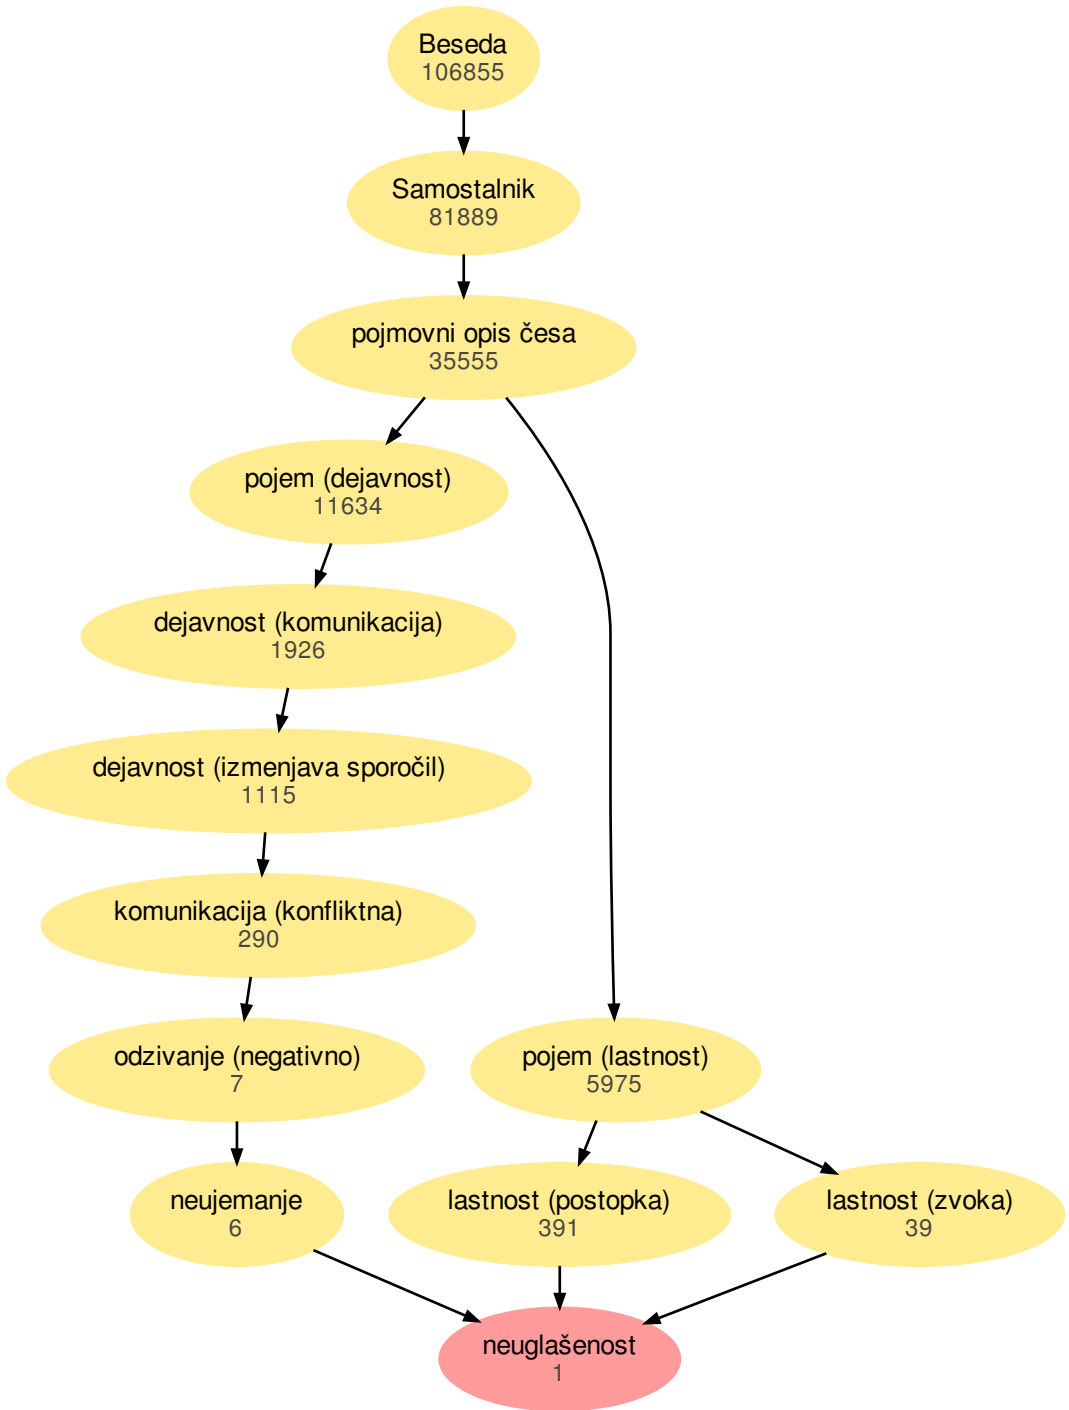 Beseda
106855
Samostalnik
81889
pojmovni opis česa
35555
pojem (dejavnost)
11634
dejavnost (komunikacija)
1926
dejavnost (izmenjava sporočil)
1115
komunikacija (konfliktna)
290
odzivanje (negativno)
7
pojem (lastnost)
5975
neujemanje
6
lastnost (postopka)
391
lastnost (zvoka)
39
neuglašenost
1